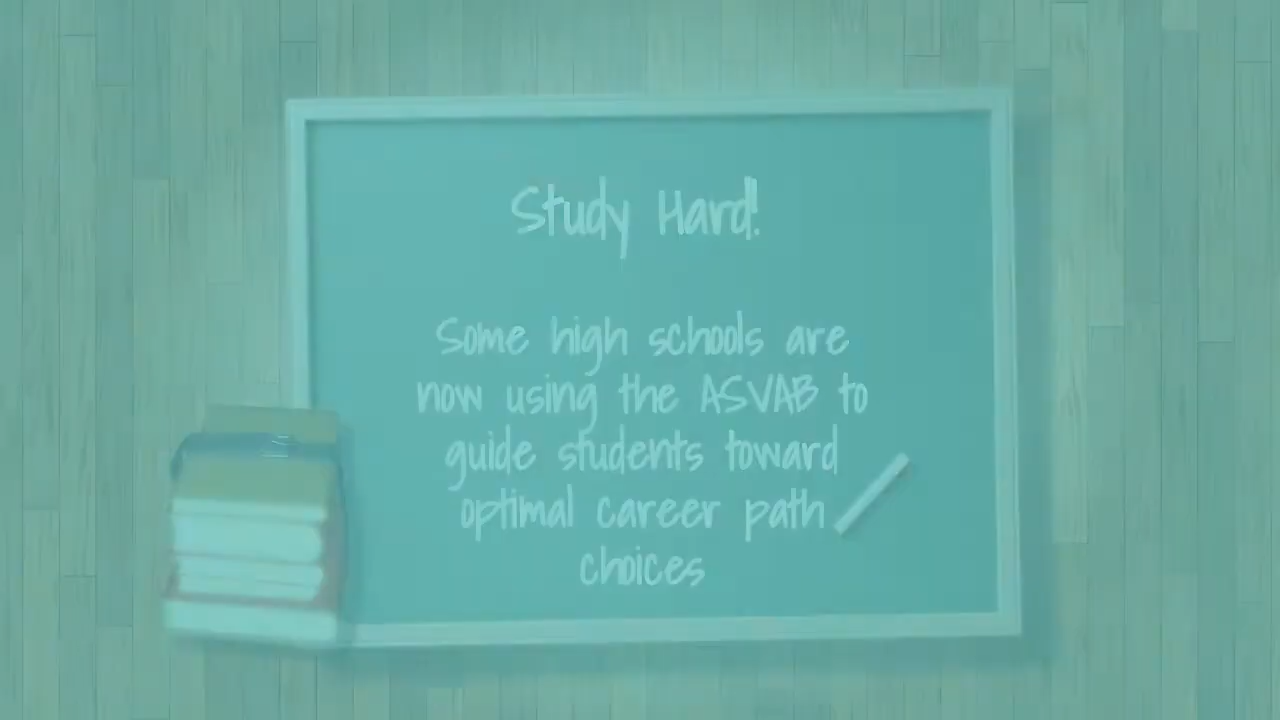 Study Hard!
Some high schools are
now using the ASVAB to
guide students toward
optimal career path
choices